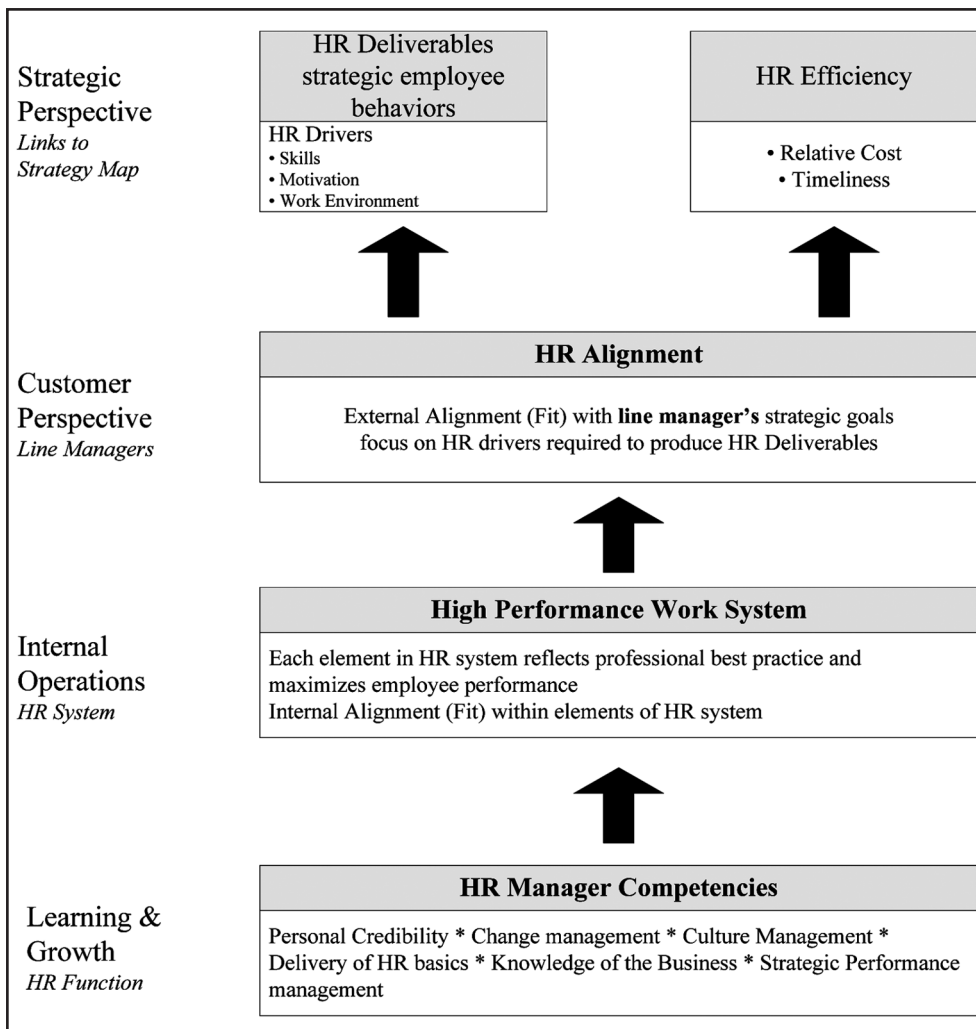 Strategic
Perspective
Links to
Strategy Map
HR Deliverables
strategic employee
behaviors
HR Drivers
• Skills
• Motivation
• Work Environment
HR Efficiency
• Relative Cost
• Timeliness
Customer
Perspective
Line Managers
HR Alignment
External Alignment (Fit) with line manager’s strategic goals
focus on HR drivers required to produce HR Deliverables
Internal
Operations
HR System
High Performance Work System
Each element in HR system reflects professional best practice and
maximizes employee performance
Internal Alignment (Fit) within elements of HR system
Learning &
Growth
HR Function
HR Manager Competencies
Personal Credibility * Change management * Culture Management *
Delivery of HR basics * Knowledge of the Business * Strategic Performance
management